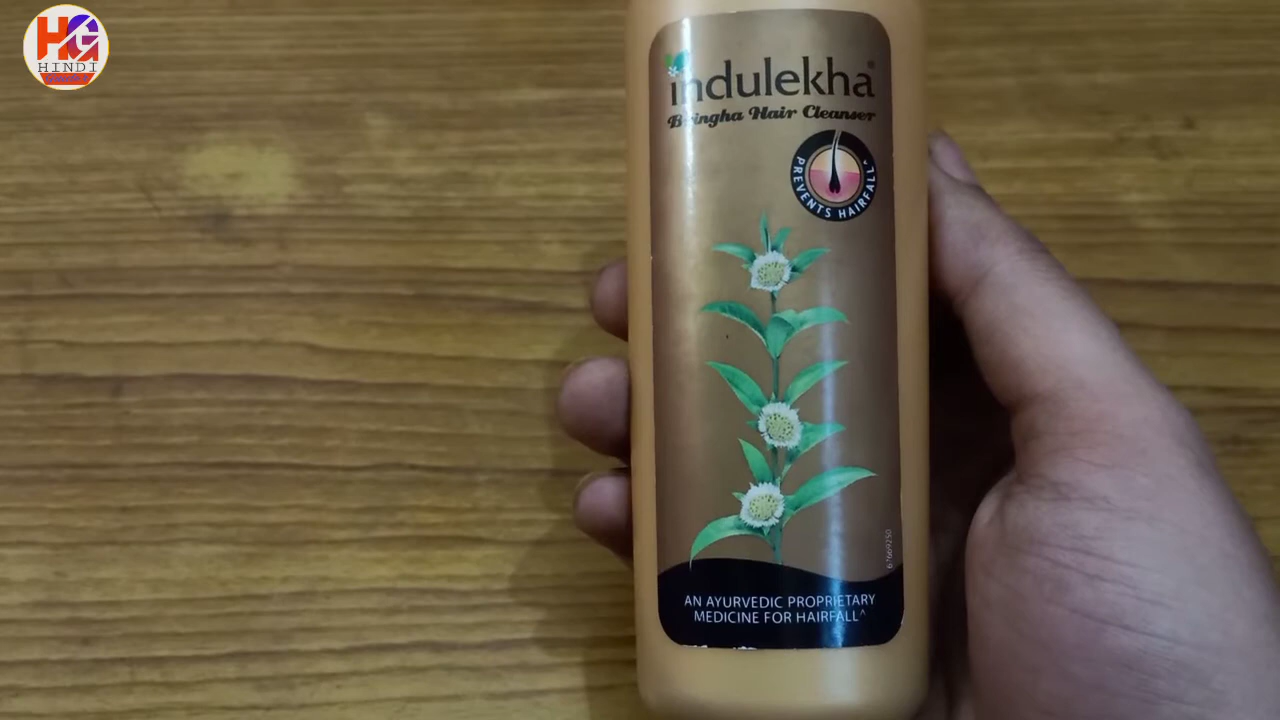 HG
HINDI
indulekha®
Bringha Hair Cleanser
PREVENTS HAIRFALL^
AN AYURVEDIC PROPRIETARY
MEDICINE FOR HAIRFALL^